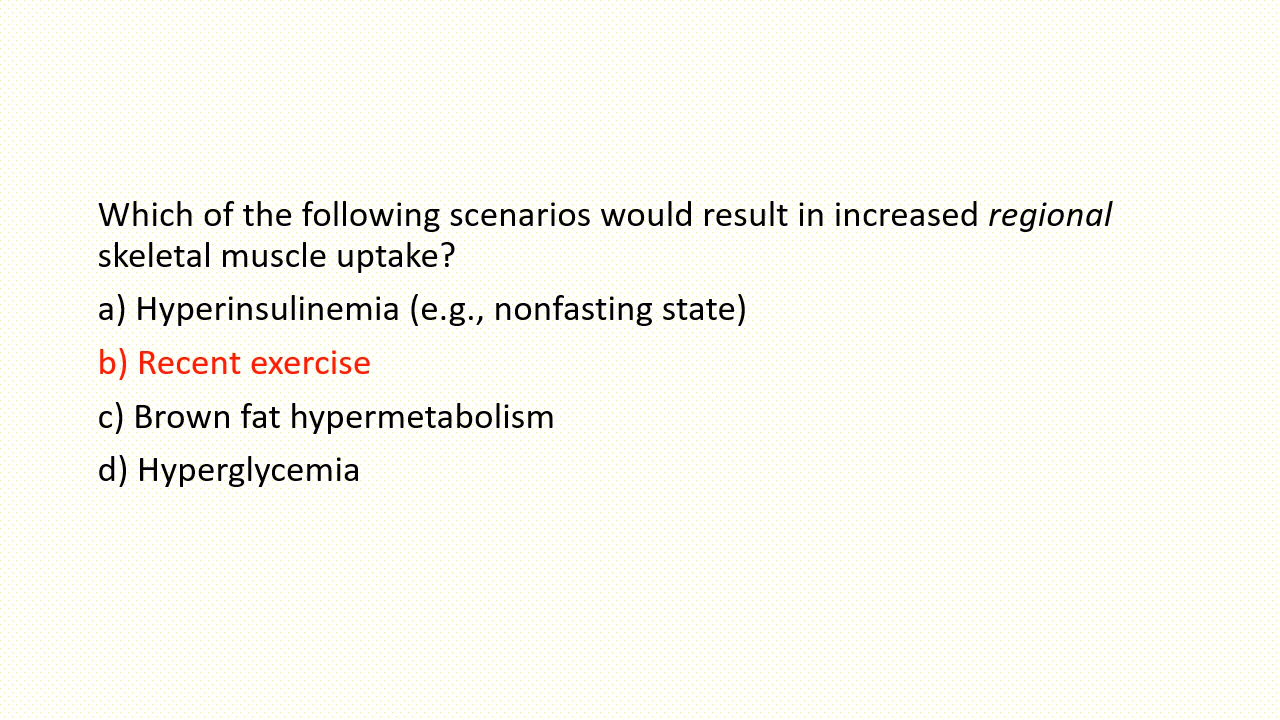 Which of the following scenarios would result in increased regional
skeletal muscle uptake?
a) Hyperinsulinemia (e.g., nonfasting state)
b) Recent exercise
c) Brown fat hypermetabolism
d) Hyperglycemia